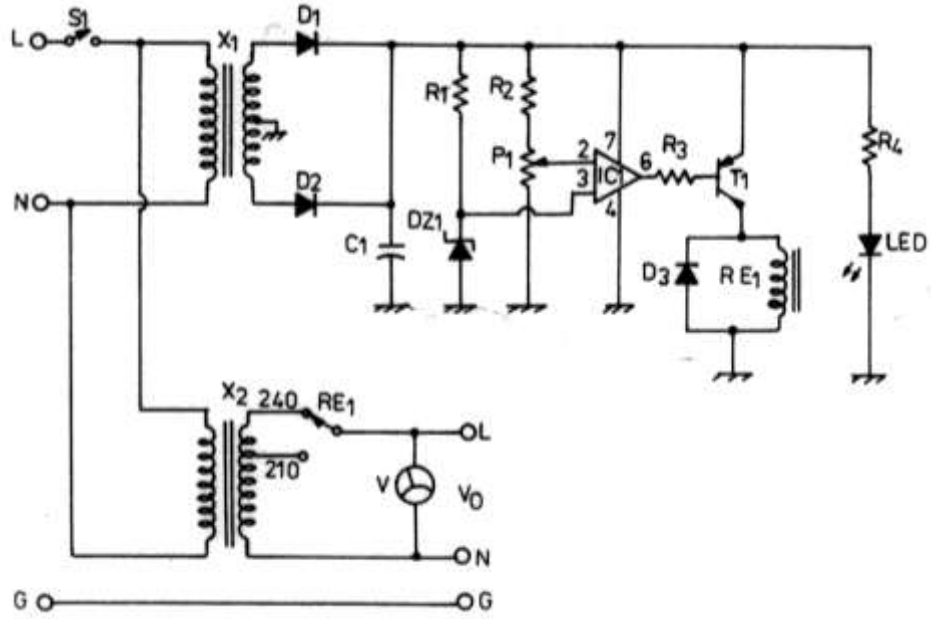 S1
L
X1
D1
R1
R2
P1
2
7
3
IC
4
6
R3
T1
R4
N
D2
C1
DZ1
D3
RE1
LED
X2
240
RE1
L
210
V
VO
N
G
G